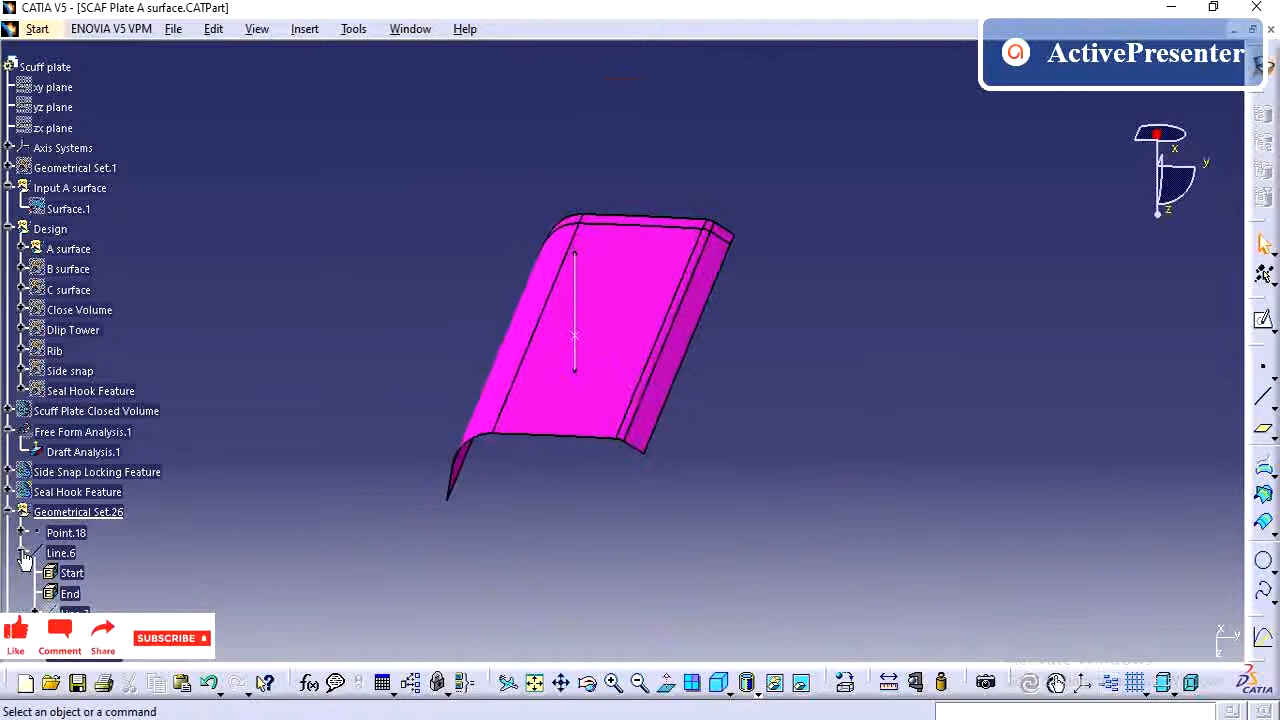 CATIA V5 - [SCAF Plate A surface.CATPart]
Start ENOVIA V5 VPM File Edit View Insert Tools Window Help
ActivePresenter
Scuff plate
xy plane
yz plane
zx plane
Axis Systems
Geometrical Set.1
Input A surface
Surface.1
Design
A surface
B surface
C surface
Close Volume
Dlip Tower
Rib
Side snap
Seal Hook Feature
Scuff Plate Closed Volume
Free Form Analysis.1
Draft Analysis.1
Side Snap Locking Feature
Seal Hook Feature
Geometrical Set.26
Point.18
Line.6
Start
End
x
y
z
Like Comment Share SUBSCRIBE
x
y
z
f(x)
Select an object or a command